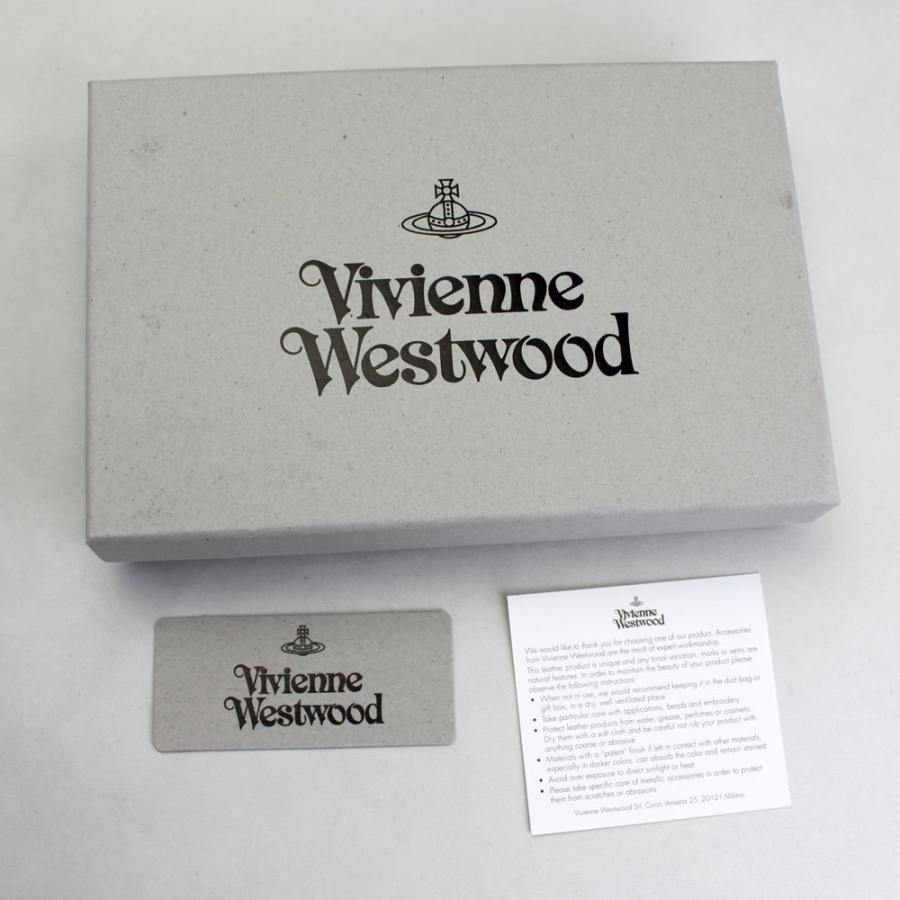 Vivienne
Westwood
Vivienne
Westwood
Vivienne
Westwood
We would like to thank you for choosing one of our product. Accessories
from Vivienne Westwood are the result of expert workmanship.
This leather product is unique and any tonal variation, marks or veins are
natural features. In order to maintain the beauty of your product please
observe the following instructions:
• When not in use, we would recommend keeping it in the dust bag or
gift box, in a dry, well ventilated place
• Take particular care with applications, beads and embroidery
• Protect leather products from water, grease, perfumes or cosmetic.
Dry them with a soft cloth and be careful not rub your product with
anything coarse or abrasive
• Materials with a "patent" finish if left in contact with other materials,
especially in darker colors, can absorb the color and remain stained
• Avoid over exposure to direct sunlight or heat
• Please take specific care of metallic accessories in order to protect
them from scratches or abrasions
Vivienne Westwood Srl, Corso Venezia 25, 20121 Milano